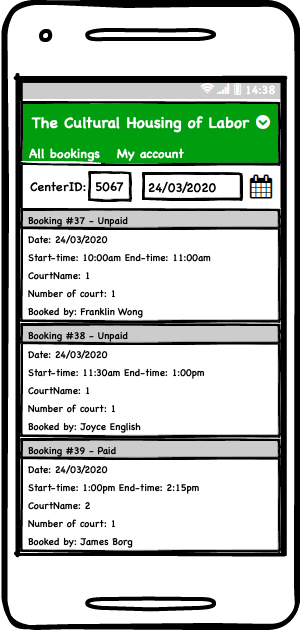 14:38
The Cultural Housing of Labor
All bookings My account
CenterID: 5067 24/03/2020
Booking #37 - Unpaid
Date: 24/03/2020
Start-time: 10:00am End-time: 11:00am
CourtName: 1
Number of court: 1
Booked by: Franklin Wong
Booking #38 - Unpaid
Date: 24/03/2020
Start-time: 11:30am End-time: 1:00pm
CourtName: 1
Number of court: 1
Booked by: Joyce English
Booking #39 - Paid
Date: 24/03/2020
Start-time: 1:00pm End-time: 2:15pm
CourtName: 2
Number of court: 1
Booked by: James Borg